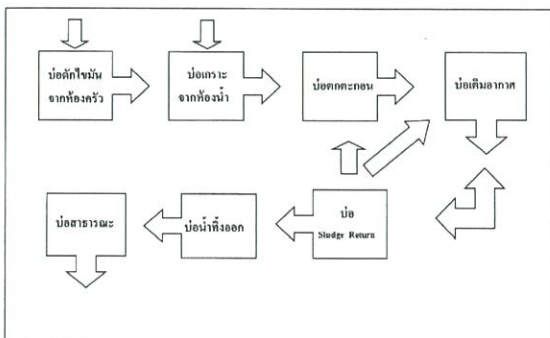 บ่อดักไขมัน
จากห้องครัว
บ่อเกราะ
จากห้องน้ำ
บ่อตกตะกอน
บ่อเติมอากาศ
บ่อสาธารณะ
บ่อน้ำทิ้งออก
บ่อ
Sludge Return